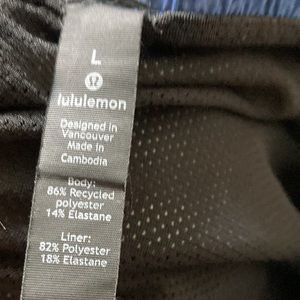 L
lululemon
Designed in
Vancouver
Made in
Cambodia
Body:
86% Recycled
polyester
14% Elastane
Liner:
82% Polyester
18% Elastane